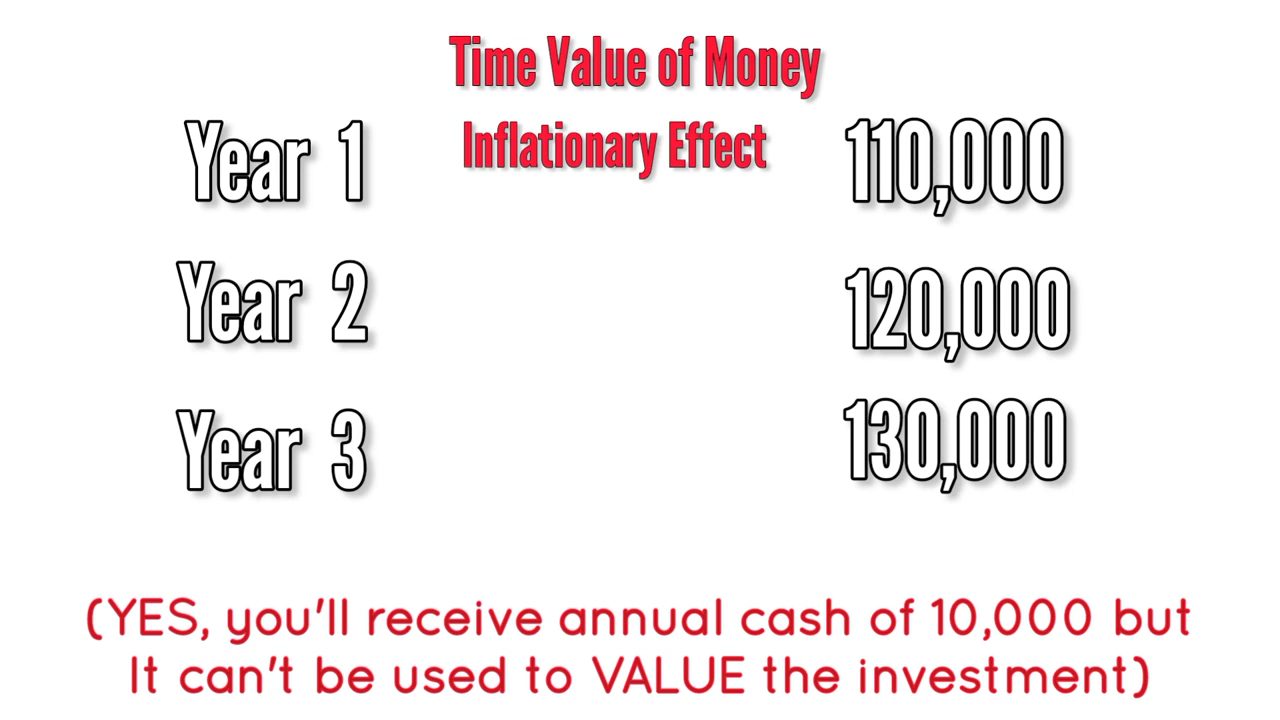 Time Value of Money
Inflationary Effect
Year 1 110,000
Year 2 120,000
Year 3 130,000
(YES, you'll receive annual cash of 10,000 but
It can't be used to VALUE the investment)